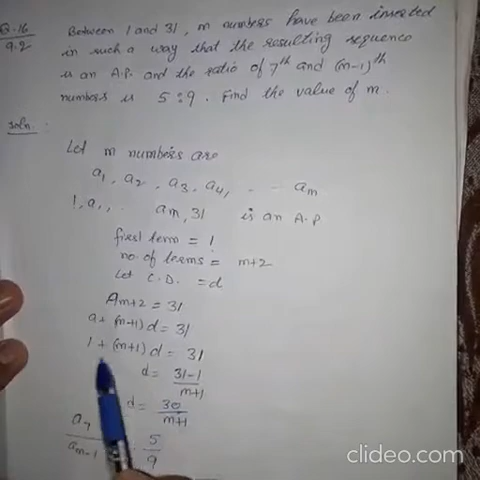 Q-16 Between 1 and 31, m numbers have been inserted
9.2 in such a way that the resulting sequence
is an A.P. and the ratio of 7th and (m-1)th
numbers is 5:9. Find the value of m.
Soln.:
Let m numbers are
a1, a2, a3, a4, - - am
1, a1, . . am, 31 is an A.P
first term = 1
no. of terms = m+2
Let C.D. = d
Am+2 = 31
a + (m+1) d = 31
1 + (m+1) d = 31
d = 31-1/m+1
d = 30/m+1
a7/am-1 5/9
clideo.com